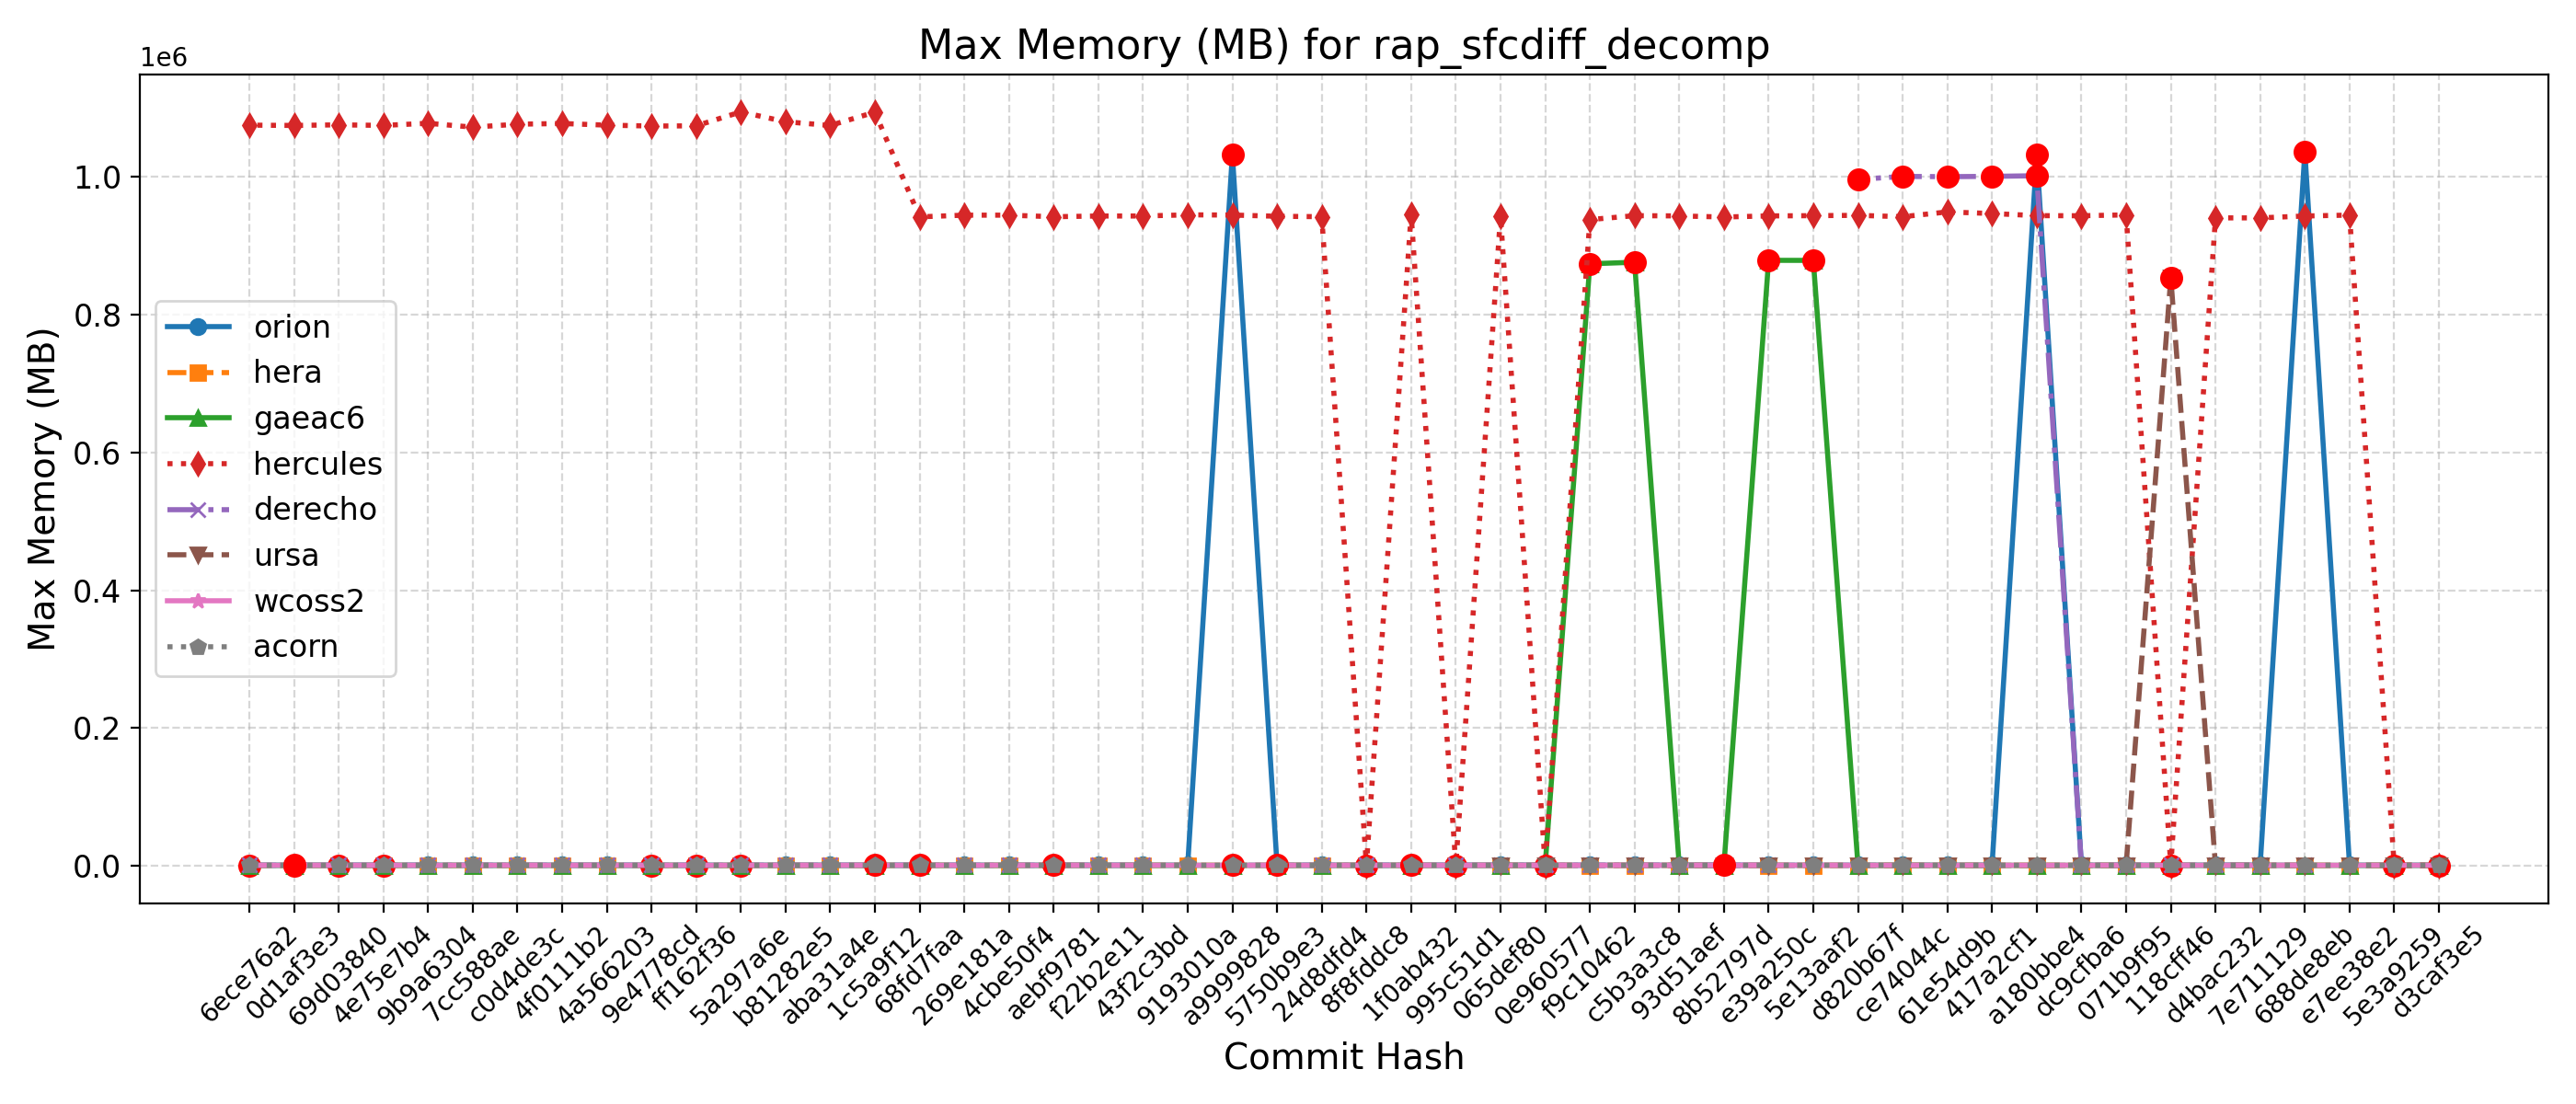 Max Memory (MB) for rap_sfcdiff_decomp
1e6
Max Memory (MB)
1.0
0.8
0.6
0.4
0.2
0.0
orion
hera
gaeac6
hercules
derecho
ursa
wcoss2
acorn
6ece76a2
0d1af3e3
69d03840
4e75e7b4
9b9a6304
7cc588ae
c0d4de3c
4f0111b2
4a566203
9e4778cd
ff162f36
5a297a6e
b81282e5
aba31a4e
1c5a9f12
68fd7faa
269e181a
4cbe50f4
aebf9781
f22b2e11
43f2c3bd
9193010a
a9999828
5750b9e3
24d8dfd4
8f8fddc8
1f0ab432
995c51d1
065def80
0e960577
f9c10462
c5b3a3c8
93d51aef
8b52797d
e39a250c
5e13aaf2
d820b67f
ce74044c
61e54d9b
417a2cf1
a180bbe4
dc9cfba6
071b9f95
118cff46
d4bac232
7e711129
688de8eb
e7ee38e2
5e3a9259
d3caf3e5
Commit Hash